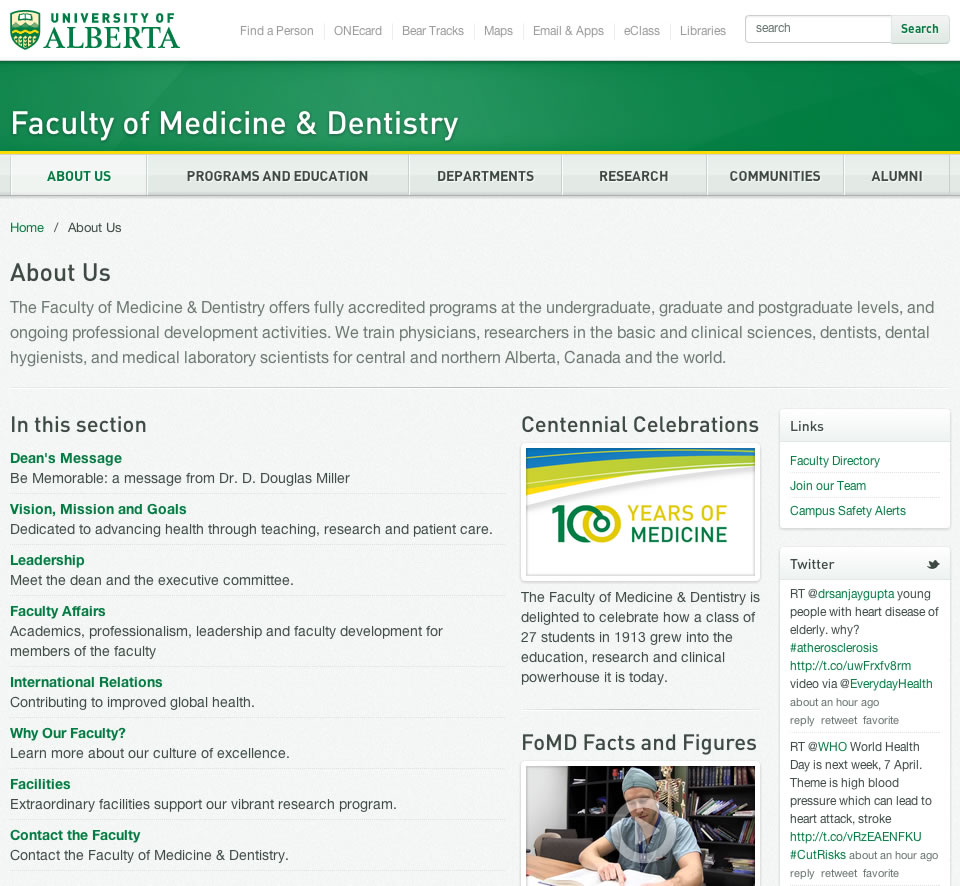 UNIVERSITY OF
ALBERTA
Find a Person
ONEcard
Bear Tracks
Maps
Email & Apps
eClass
Libraries
search
Search
Faculty of Medicine & Dentistry
ABOUT US
PROGRAMS AND EDUCATION
DEPARTMENTS
RESEARCH
COMMUNITIES
ALUMNI
Home / About Us
About Us
The Faculty of Medicine & Dentistry offers fully accredited programs at the undergraduate, graduate and postgraduate levels, and
ongoing professional development activities. We train physicians, researchers in the basic and clinical sciences, dentists, dental
hygienists, and medical laboratory scientists for central and northern Alberta, Canada and the world.
In this section
Dean's Message
Be Memorable: a message from Dr. D. Douglas Miller
Vision, Mission and Goals
Dedicated to advancing health through teaching, research and patient care.
Leadership
Meet the dean and the executive committee.
Faculty Affairs
Academics, professionalism, leadership and faculty development for
members of the faculty
International Relations
Contributing to improved global health.
Why Our Faculty?
Learn more about our culture of excellence.
Facilities
Extraordinary facilities support our vibrant research program.
Contact the Faculty
Contact the Faculty of Medicine & Dentistry.
Centennial Celebrations
100 YEARS OF
MEDICINE
The Faculty of Medicine & Dentistry is
delighted to celebrate how a class of
27 students in 1913 grew into the
education, research and clinical
powerhouse it is today.
FoMD Facts and Figures
Links
Faculty Directory
Join our Team
Campus Safety Alerts
Twitter
RT @drsanjaygupta young
people with heart disease of
elderly. why?
#atherosclerosis
http://t.co/uwFrxfv8rm
video via @EverydayHealth
about an hour ago
reply retweet favorite
RT @WHO World Health
Day is next week, 7 April.
Theme is high blood
pressure which can lead to
heart attack, stroke
http://t.co/vRzEAENFKU
#CutRisks about an hour ago
reply retweet favorite